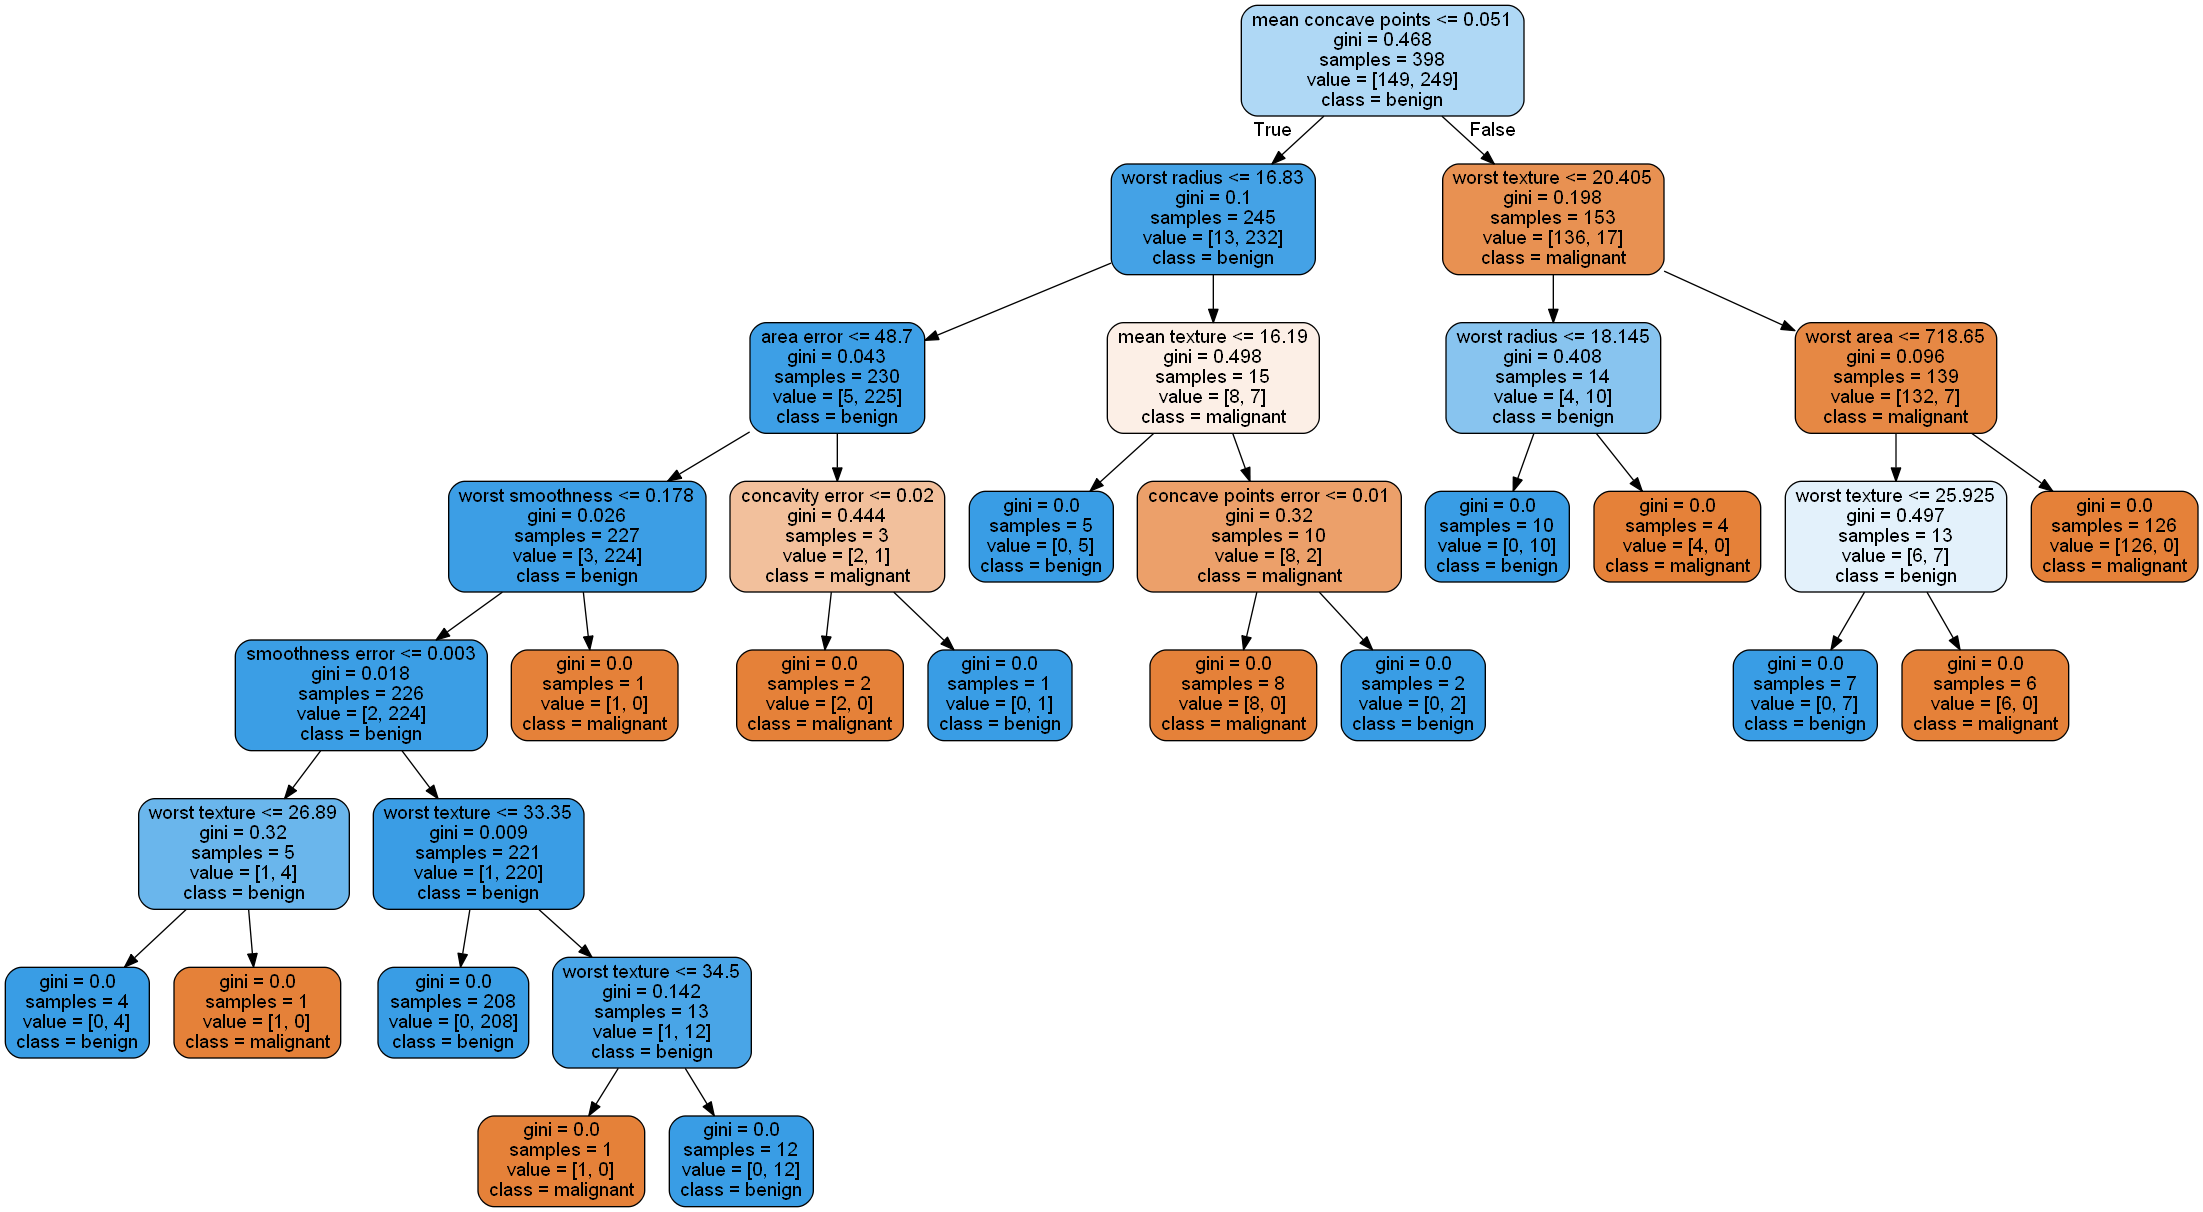 mean concave points <= 0.051
gini = 0.468
samples = 398
value = [149, 249]
class = benign
True
False
worst radius <= 16.83
gini = 0.1
samples = 245
value = [13, 232]
class = benign
worst texture <= 20.405
gini = 0.198
samples = 153
value = [136, 17]
class = malignant
area error <= 48.7
gini = 0.043
samples = 230
value = [5, 225]
class = benign
mean texture <= 16.19
gini = 0.498
samples = 15
value = [8, 7]
class = malignant
worst radius <= 18.145
gini = 0.408
samples = 14
value = [4, 10]
class = benign
worst area <= 718.65
gini = 0.096
samples = 139
value = [132, 7]
class = malignant
worst smoothness <= 0.178
gini = 0.026
samples = 227
value = [3, 224]
class = benign
concavity error <= 0.02
gini = 0.444
samples = 3
value = [2, 1]
class = malignant
gini = 0.0
samples = 5
value = [0, 5]
class = benign
concave points error <= 0.01
gini = 0.32
samples = 10
value = [8, 2]
class = malignant
gini = 0.0
samples = 10
value = [0, 10]
class = benign
gini = 0.0
samples = 4
value = [4, 0]
class = malignant
worst texture <= 25.925
gini = 0.497
samples = 13
value = [6, 7]
class = benign
gini = 0.0
samples = 126
value = [126, 0]
class = malignant
smoothness error <= 0.003
gini = 0.018
samples = 226
value = [2, 224]
class = benign
gini = 0.0
samples = 1
value = [1, 0]
class = malignant
gini = 0.0
samples = 2
value = [2, 0]
class = malignant
gini = 0.0
samples = 1
value = [0, 1]
class = benign
gini = 0.0
samples = 8
value = [8, 0]
class = malignant
gini = 0.0
samples = 2
value = [0, 2]
class = benign
gini = 0.0
samples = 7
value = [0, 7]
class = benign
gini = 0.0
samples = 6
value = [6, 0]
class = malignant
worst texture <= 26.89
gini = 0.32
samples = 5
value = [1, 4]
class = benign
worst texture <= 33.35
gini = 0.009
samples = 221
value = [1, 220]
class = benign
gini = 0.0
samples = 4
value = [0, 4]
class = benign
gini = 0.0
samples = 1
value = [1, 0]
class = malignant
gini = 0.0
samples = 208
value = [0, 208]
class = benign
worst texture <= 34.5
gini = 0.142
samples = 13
value = [1, 12]
class = benign
gini = 0.0
samples = 1
value = [1, 0]
class = malignant
gini = 0.0
samples = 12
value = [0, 12]
class = benign